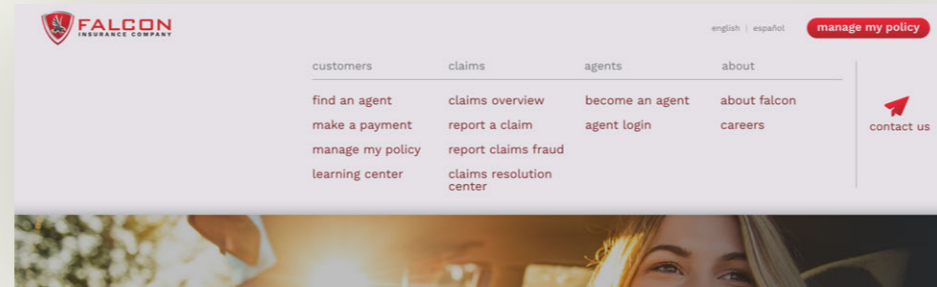 FALCON
INSURANCE COMPANY
english | español
manage my policy
customers
find an agent
make a payment
manage my policy
learning center
claims
claims overview
report a claim
report claims fraud
claims resolution
center
agents
become an agent
agent login
about
about falcon
careers
contact us